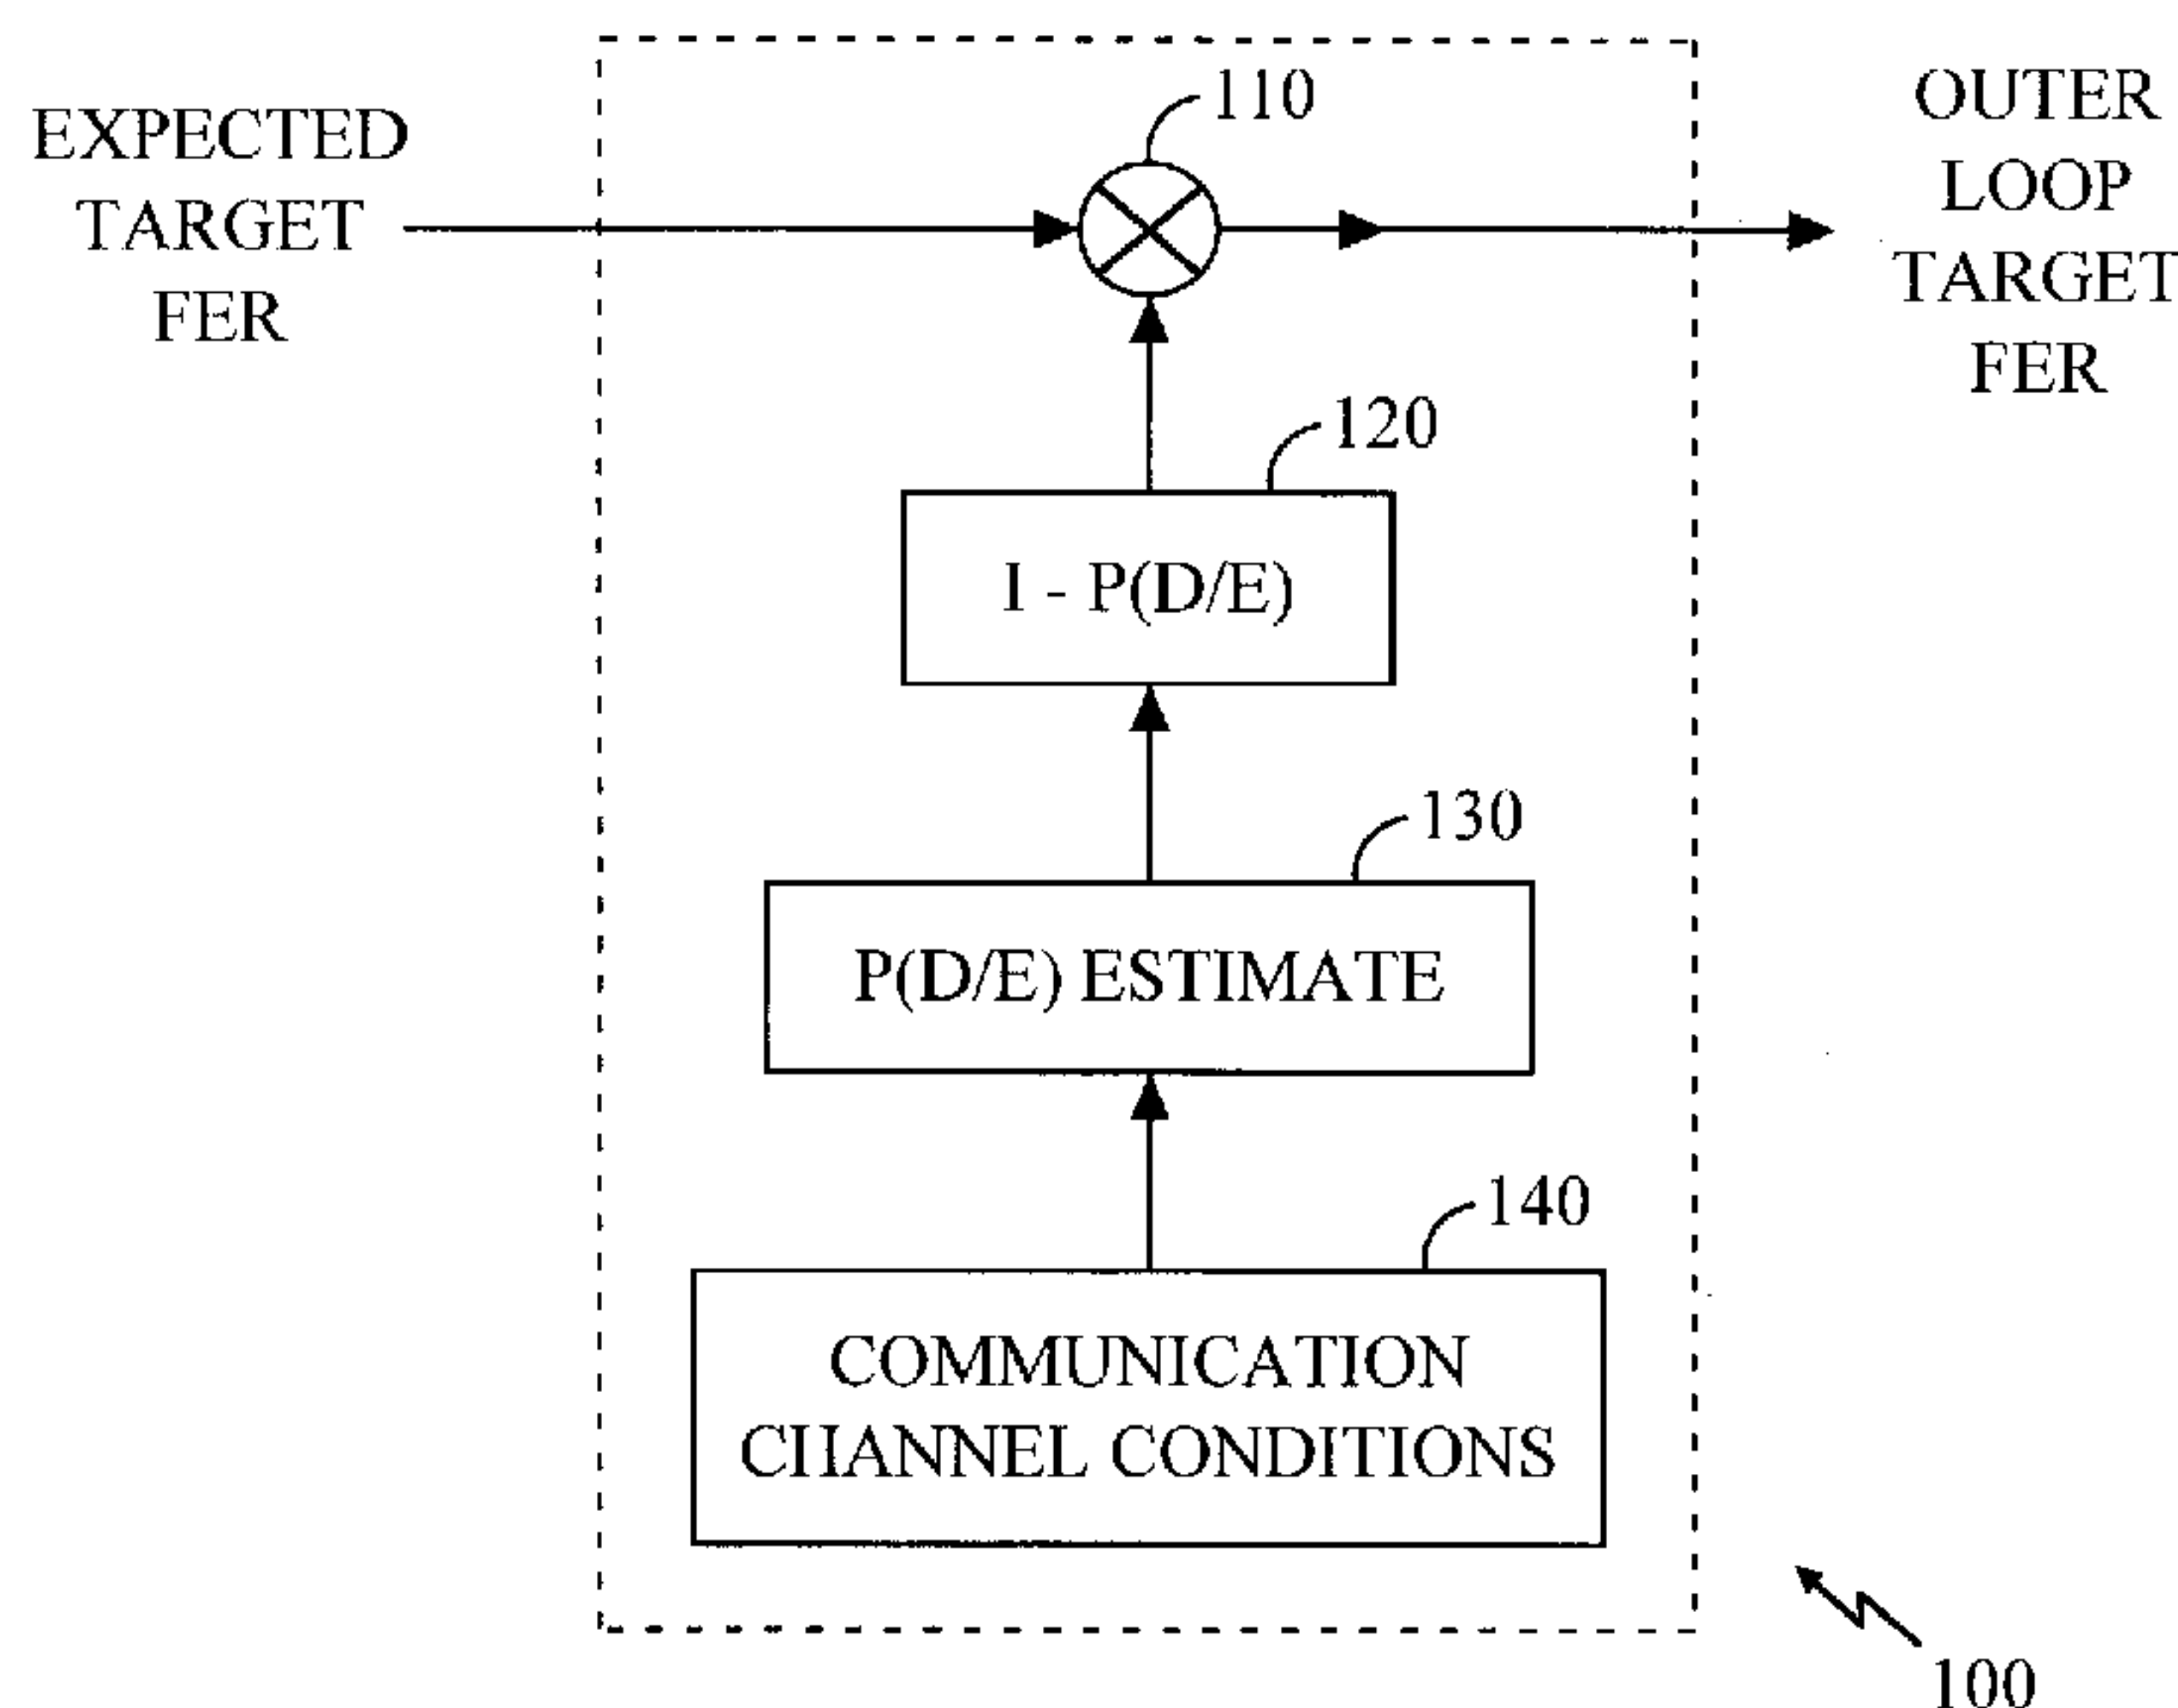 EXPECTED
TARGET
FER
110
OUTER
LOOP
TARGET
FER
120
I - P(D/E)
130
P(D/E) ESTIMATE
140
COMMUNICATION
CHANNEL CONDITIONS
100